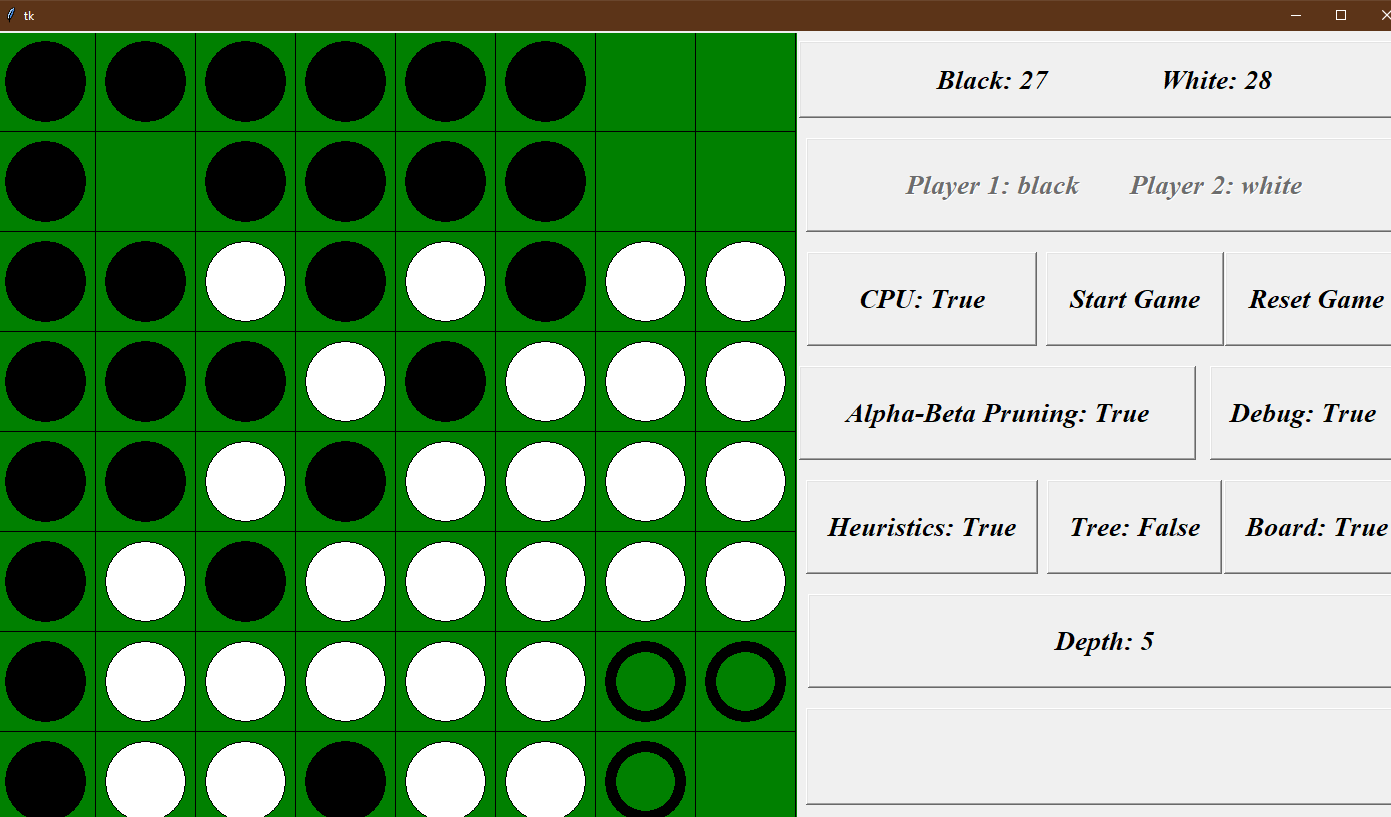 tk
Black: 27 White: 28
Player 1: black Player 2: white
CPU: True Start Game Reset Game
Alpha-Beta Pruning: True Debug: True
Heuristics: True Tree: False Board: True
Depth: 5